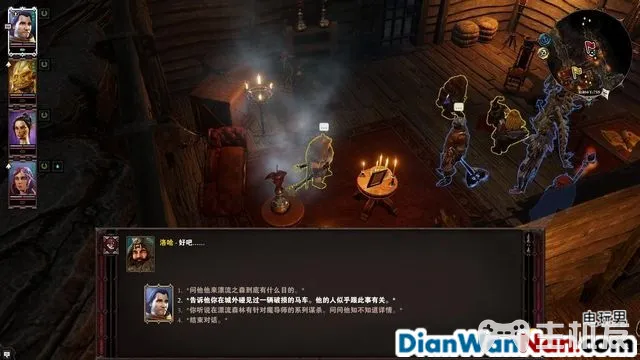 洛哈 - 好吧......
1. "问他他来漂流之森到底有什么目的。"
2. "告诉他你在城外碰见过一辆破损的马车。他的人似乎跟此事有关。"
3. "你听说在漂流森林有针对魔导师的系列谋杀。问问他知不知道详情。"
4. "结束对话。"
电玩男
DianWanNan.com